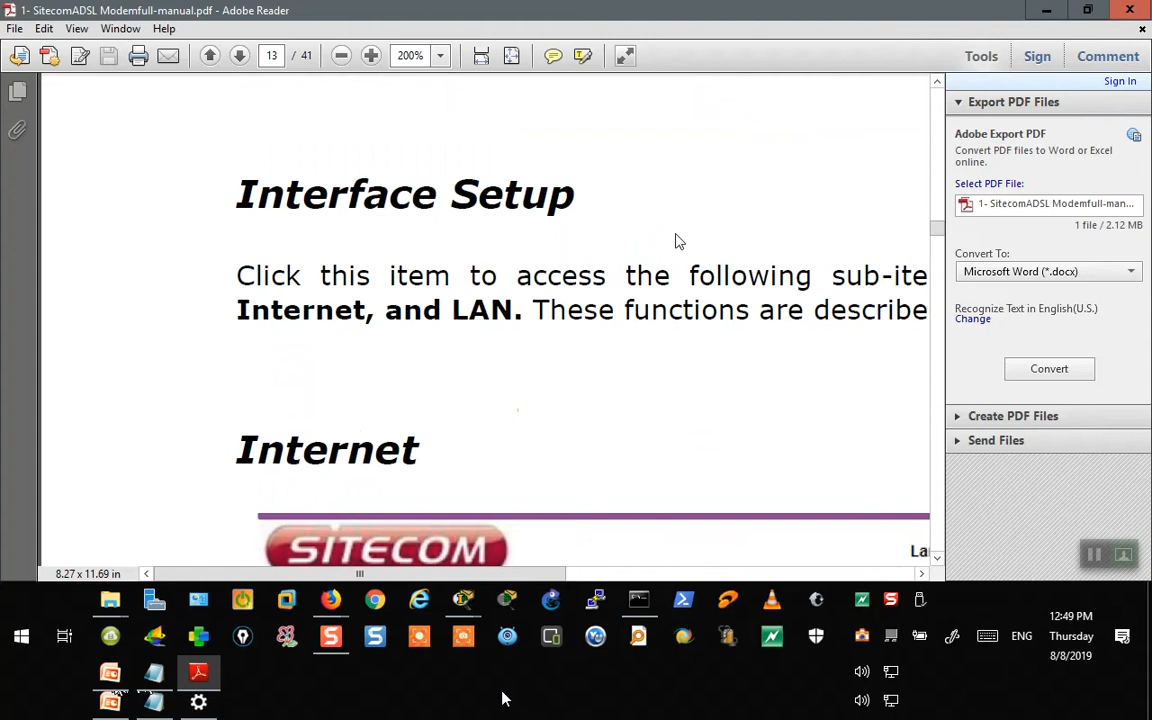 1- SitecomADSL Modemfull-manual.pdf - Adobe Reader
File Edit View Window Help
13 / 41 200% Tools Sign Comment
Sign In
Export PDF Files
Adobe Export PDF
Convert PDF files to Word or Excel
online.
Select PDF File:
1- SitecomADSL Modemfull-man...
1 file / 2.12 MB
Convert To:
Microsoft Word (*.docx)
Recognize Text in English(U.S.)
Change
Convert
Create PDF Files
Send Files
Interface Setup
Click this item to access the following sub-ite
Internet, and LAN. These functions are describe
Internet
SITECOM
La
8.27 x 11.69 in
12:49 PM
ENG Thursday
8/8/2019